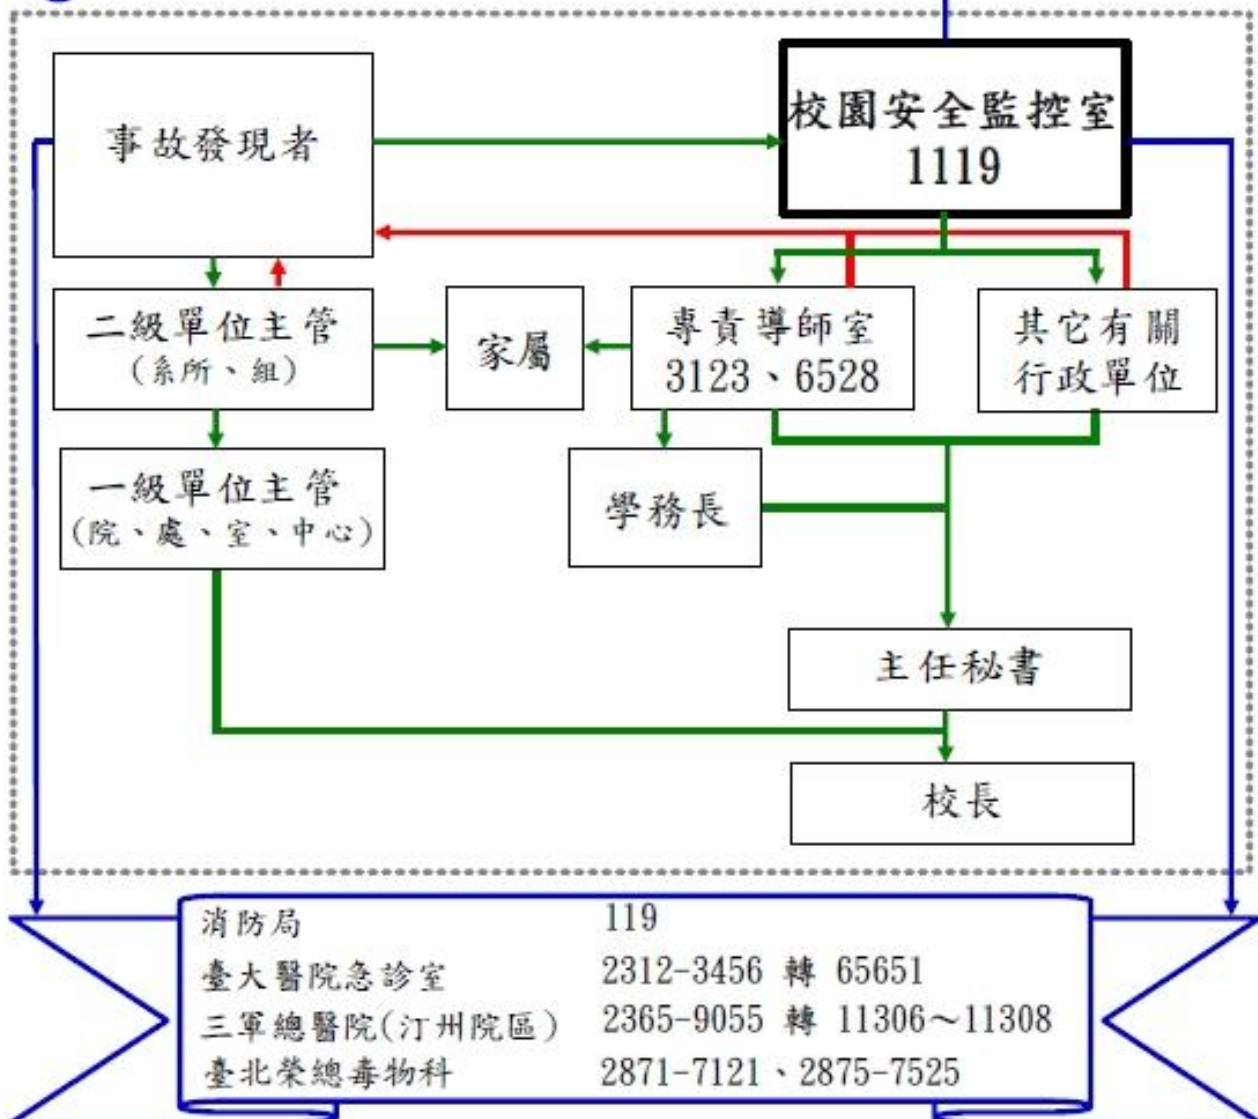 事故發現者
校園安全監控室
1119
二級單位主管
(系所、組)
家屬
專責導師室
3123、6528
其它有關
行政單位
一級單位主管
(院、處、室、中心)
學務長
主任秘書
校長
消防局 119
臺大醫院急診室 2312-3456 轉 65651
三軍總醫院(汀州院區) 2365-9055 轉 11306～11308
臺北榮總毒物科 2871-7121、2875-7525